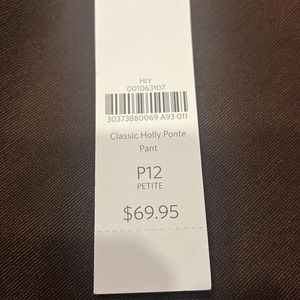 HIY
001063107
30373880069 A93 011
Classic Holly Ponte
Pant
P12
PETITE
$69.95